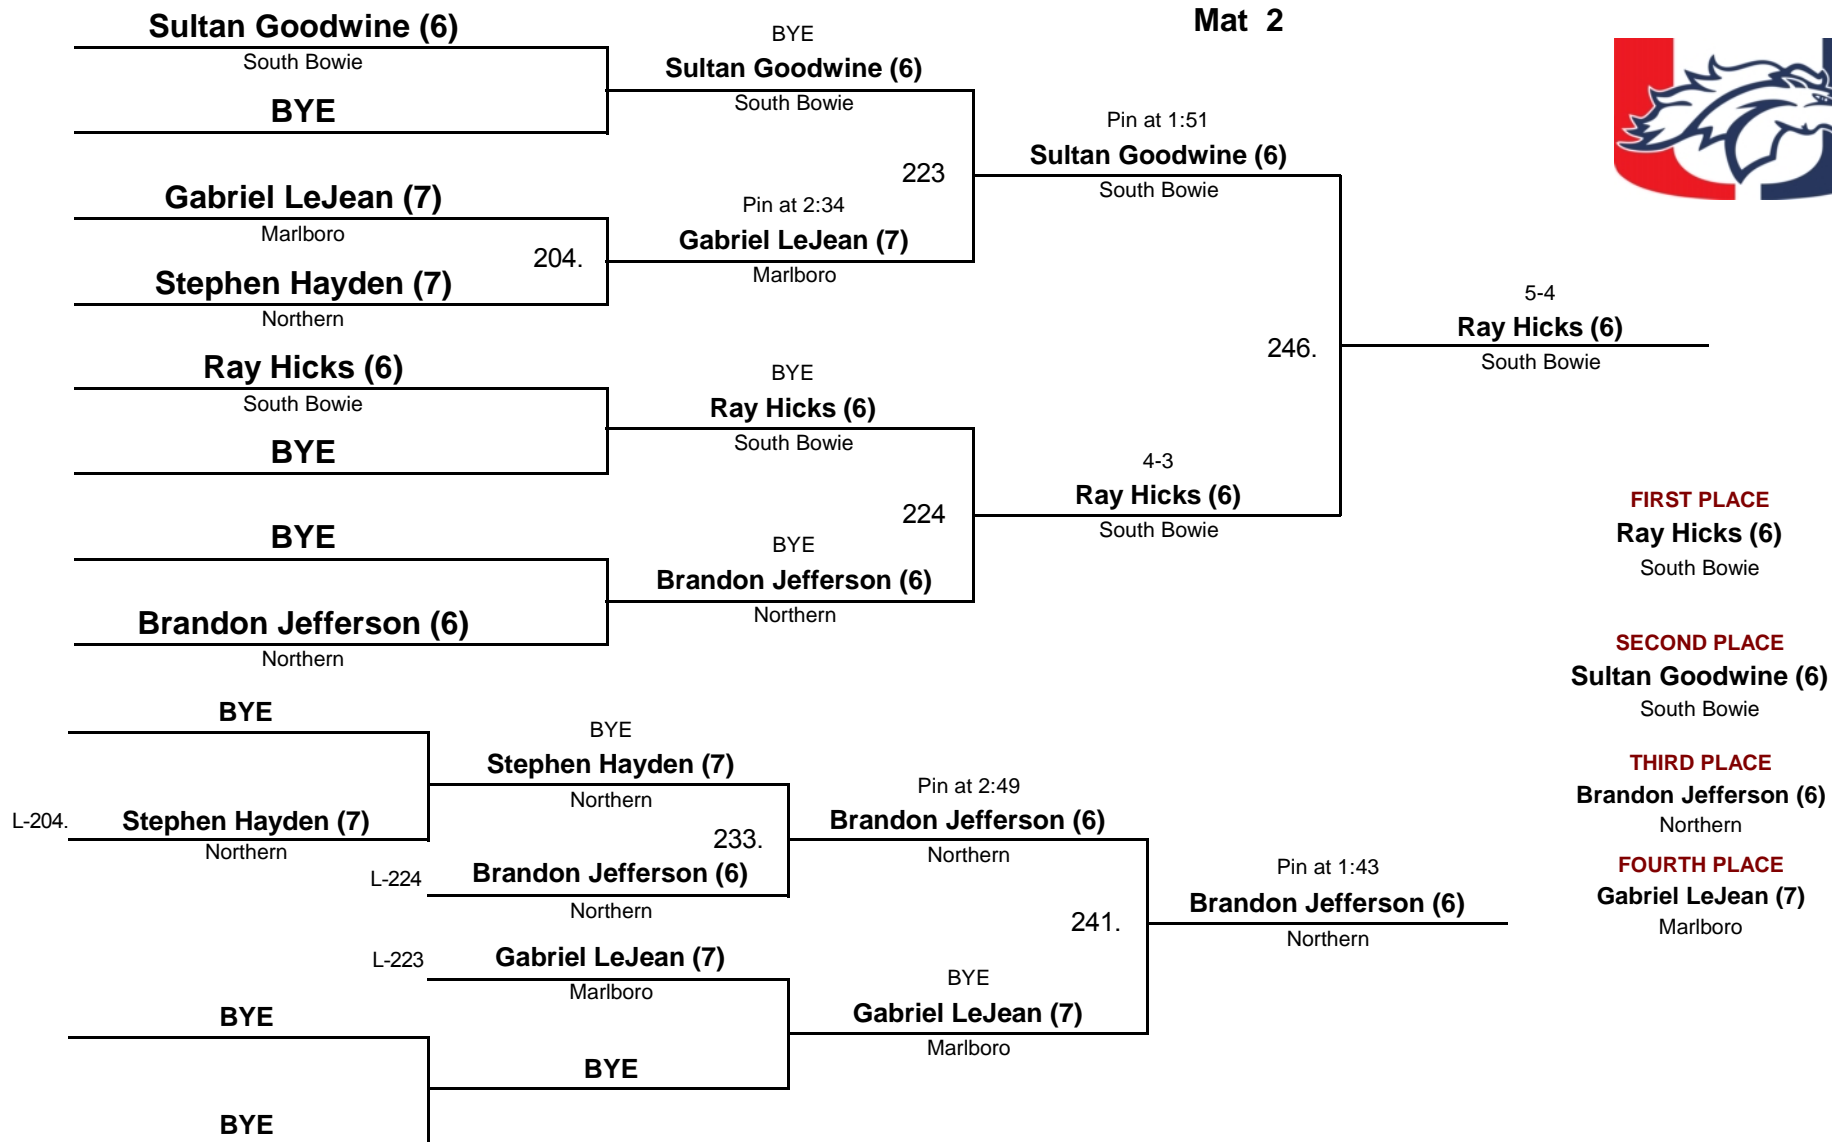 Mat 2
Sultan Goodwine (6)
South Bowie
BYE
BYE
Sultan Goodwine (6)
South Bowie
Gabriel LeJean (7)
Marlboro
204.
Stephen Hayden (7)
Northern
Pin at 2:34
Gabriel LeJean (7)
Marlboro
223
Pin at 1:51
Sultan Goodwine (6)
South Bowie
Ray Hicks (6)
South Bowie
BYE
BYE
Ray Hicks (6)
South Bowie
BYE
Brandon Jefferson (6)
Northern
BYE
Brandon Jefferson (6)
Northern
224
4-3
Ray Hicks (6)
South Bowie
246.
5-4
Ray Hicks (6)
South Bowie
FIRST PLACE
Ray Hicks (6)
South Bowie
SECOND PLACE
Sultan Goodwine (6)
South Bowie
THIRD PLACE
Brandon Jefferson (6)
Northern
FOURTH PLACE
Gabriel LeJean (7)
Marlboro
BYE
L-204.
Stephen Hayden (7)
Northern
BYE
Stephen Hayden (7)
Northern
233.
L-224
Brandon Jefferson (6)
Northern
Pin at 2:49
Brandon Jefferson (6)
Northern
L-223
Gabriel LeJean (7)
Marlboro
BYE
BYE
BYE
BYE
Gabriel LeJean (7)
Marlboro
241.
Pin at 1:43
Brandon Jefferson (6)
Northern